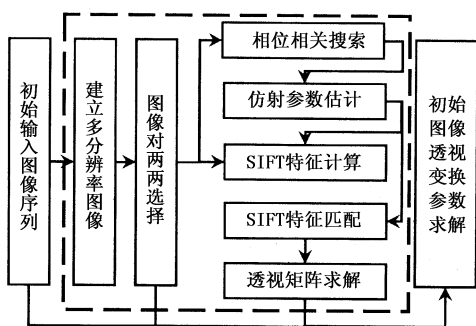 初始输入图像序列
建立多分辨率图像
图像对两两选择
相位相关搜索
仿射参数估计
SIFT特征计算
SIFT特征匹配
透视矩阵求解
初始
图像
透视
变换
参数
求解